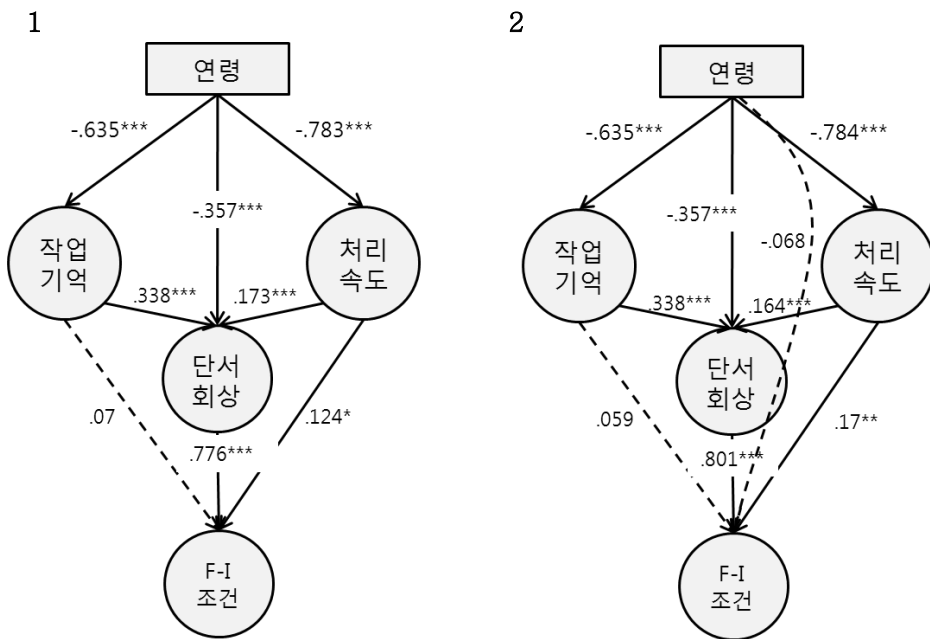 1
연령
-.635***
-.783***
-.357***
작업
기억
처리
속도
.338***
.173***
단서
회상
.07
.124*
.776***
F-I
조건
2
연령
-.635***
-.784***
-.357***
-.068
작업
기억
처리
속도
.338***
.164***
단서
회상
.059
.17**
.801***
F-I
조건